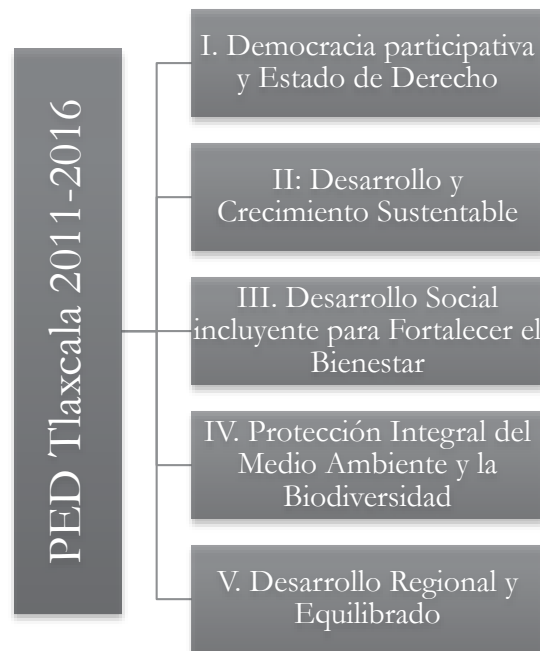 PED Tlaxcala 2011-2016
I. Democracia participativa
y Estado de Derecho
II: Desarrollo y
Crecimiento Sustentable
III. Desarrollo Social
incluyente para Fortalecer el
Bienestar
IV. Protección Integral del
Medio Ambiente y la
Biodiversidad
V. Desarrollo Regional y
Equilibrado